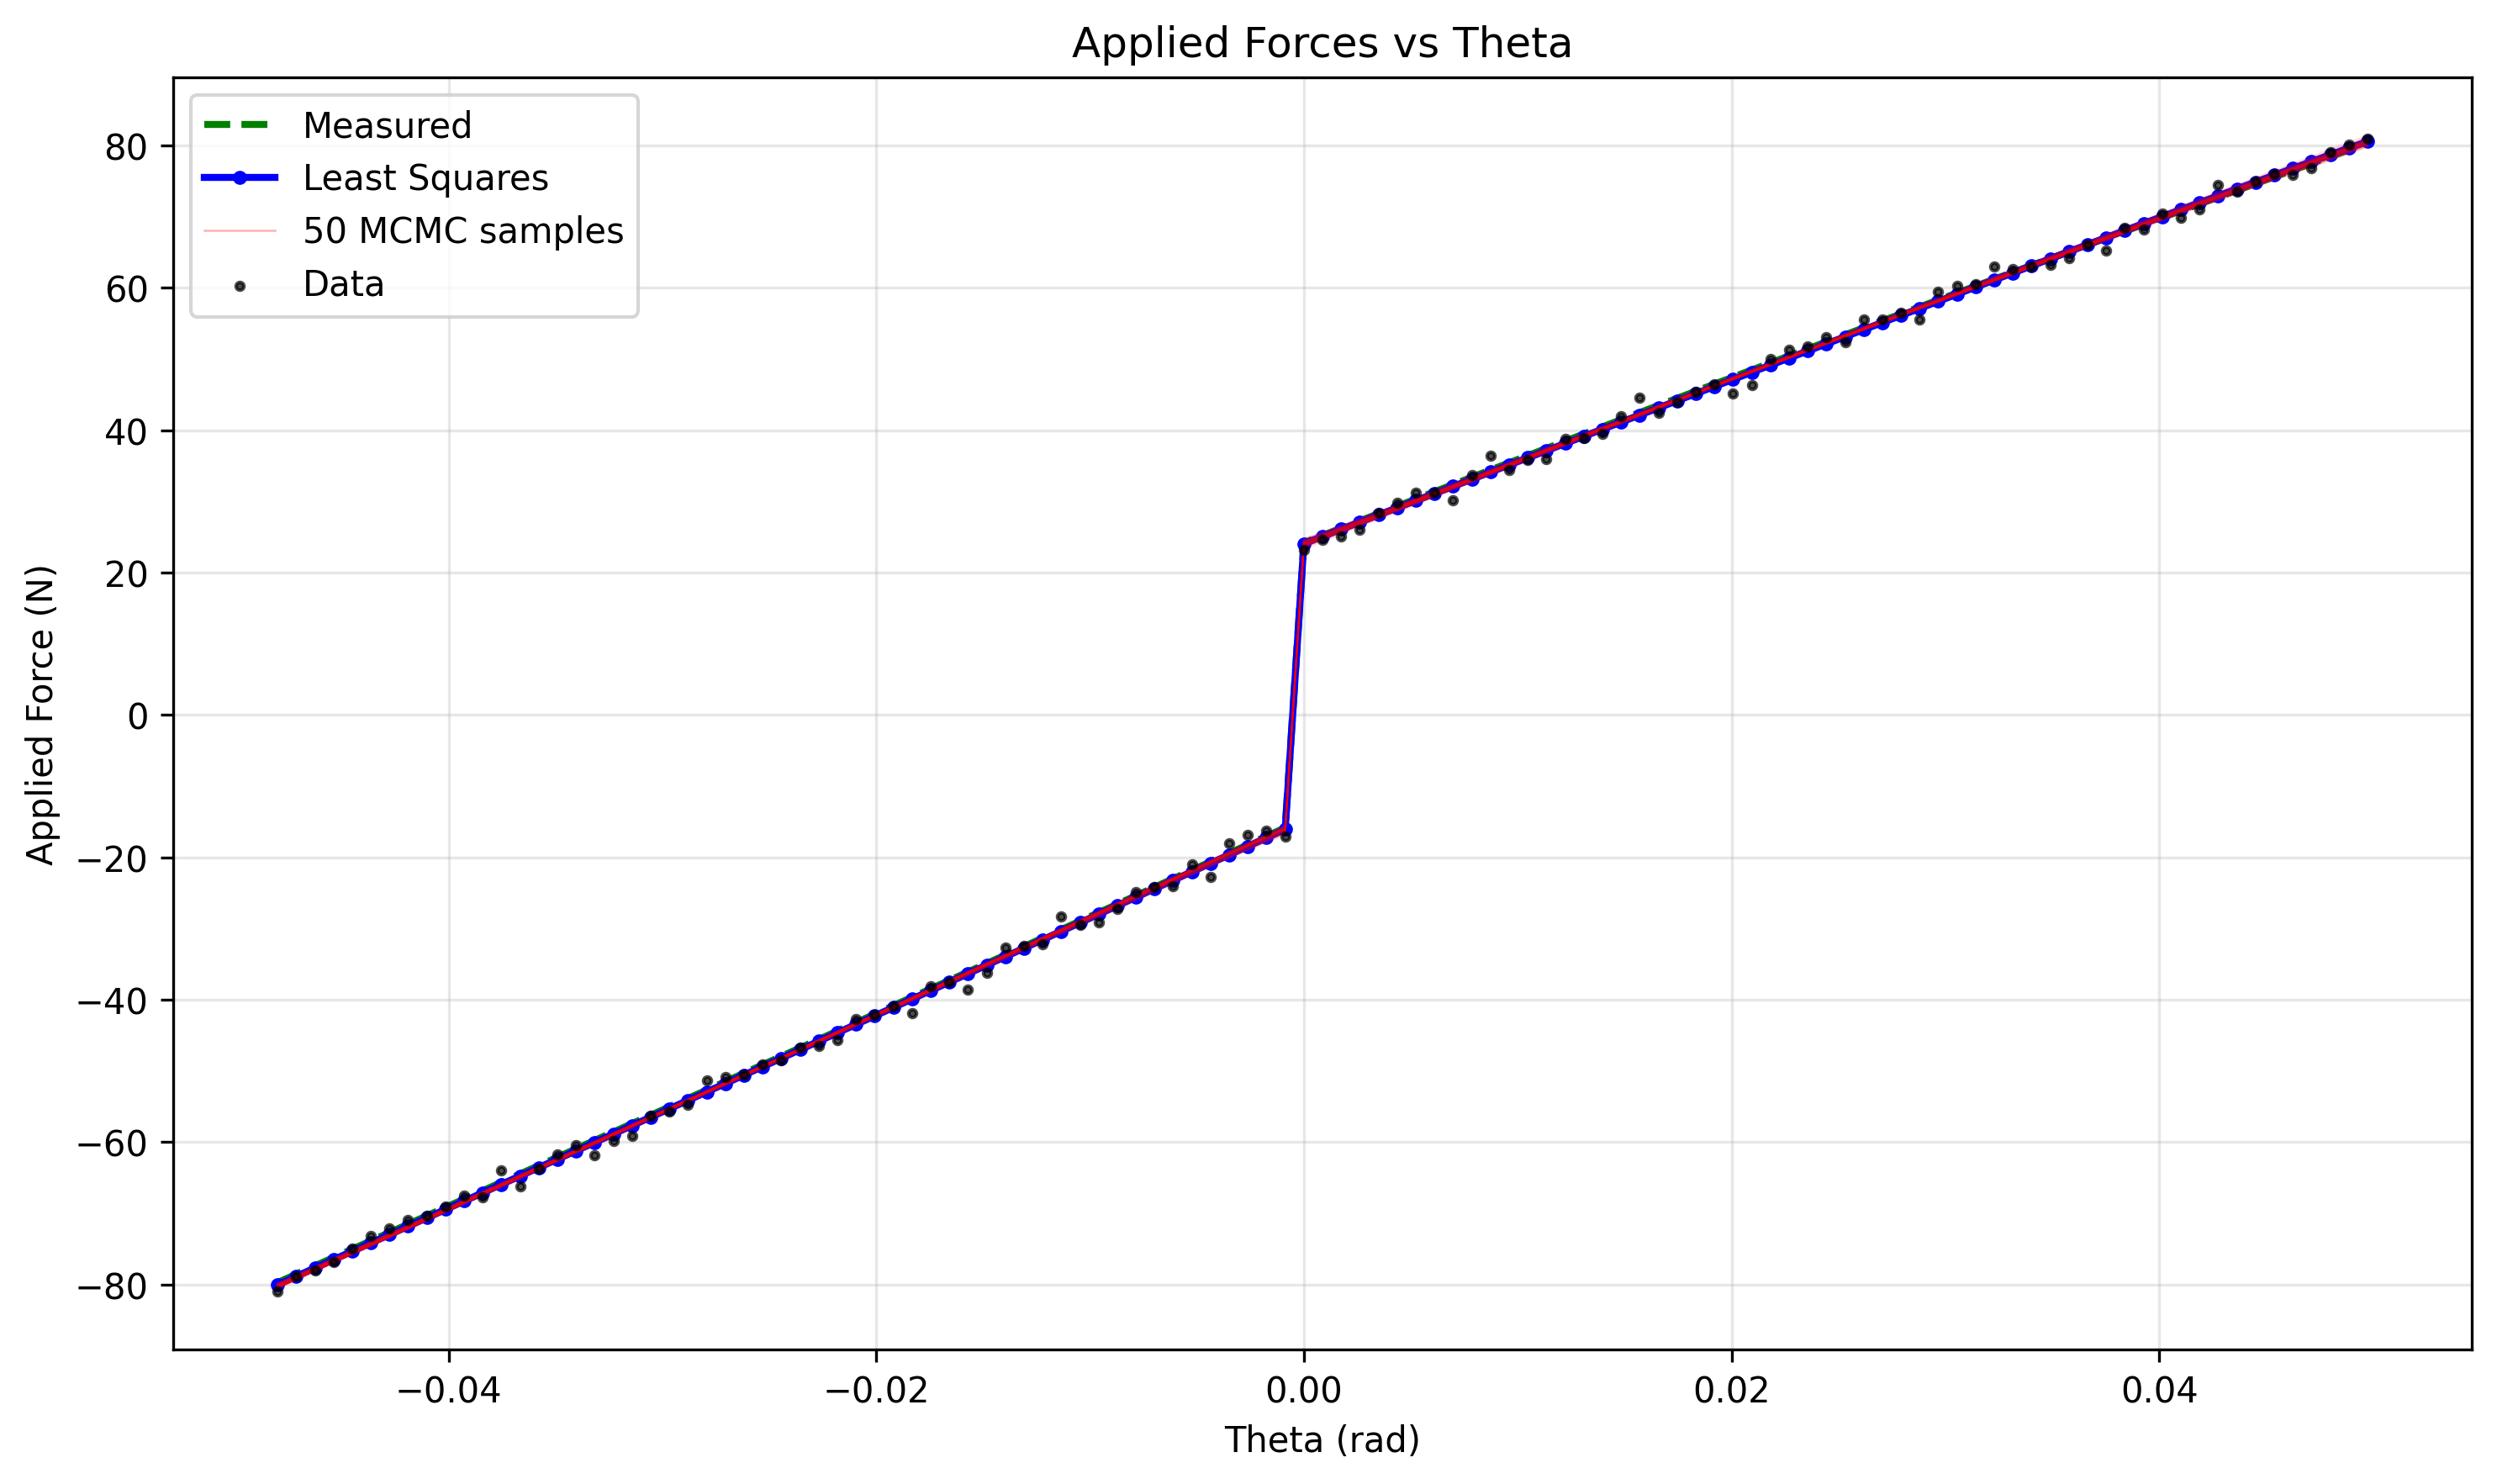 Applied Forces vs Theta
Measured
Least Squares
50 MCMC samples
Data
Applied Force (N)
80
60
40
20
0
−20
−40
−60
−80
−0.04
−0.02
0.00
0.02
0.04
Theta (rad)